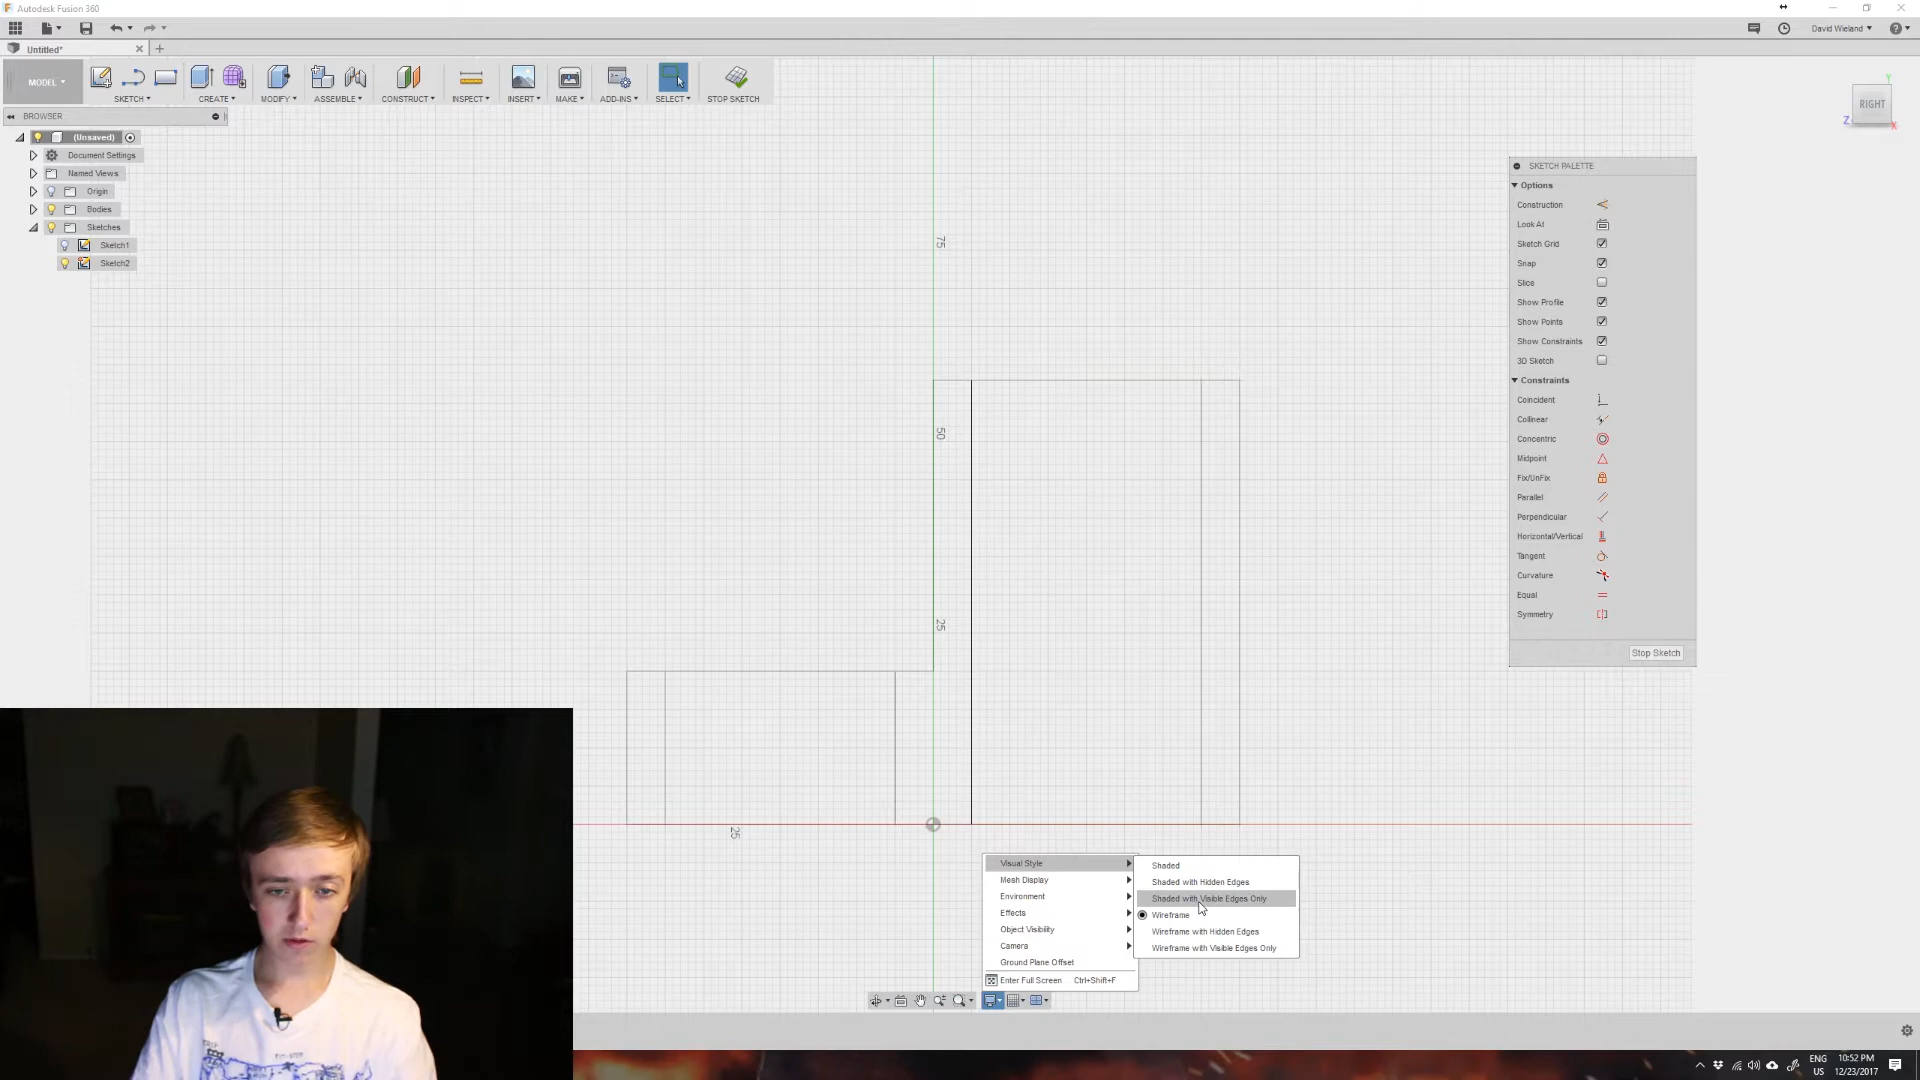 Autodesk Fusion 360
David Wieland
Untitled*
MODEL
SKETCH
CREATE
MODIFY
ASSEMBLE
CONSTRUCT
INSPECT
INSERT
MAKE
ADD-INS
SELECT
STOP SKETCH
BROWSER
(Unsaved)
Document Settings
Named Views
Origin
Bodies
Sketches
Sketch1
Sketch2
Y
RIGHT
Z
X
75
50
25
25
SKETCH PALETTE
Options
Construction
Look At
Sketch Grid
Snap
Slice
Show Profile
Show Points
Show Constraints
3D Sketch
Constraints
Coincident
Collinear
Concentric
Midpoint
Fix/UnFix
Parallel
Perpendicular
Horizontal/Vertical
Tangent
Curvature
Equal
Symmetry
Stop Sketch
Visual Style
Mesh Display
Environment
Effects
Object Visibility
Camera
Ground Plane Offset
Enter Full Screen Ctrl+Shift+F
Shaded
Shaded with Hidden Edges
Shaded with Visible Edges Only
Wireframe
Wireframe with Hidden Edges
Wireframe with Visible Edges Only
ENG
US
10:52 PM
12/23/2017